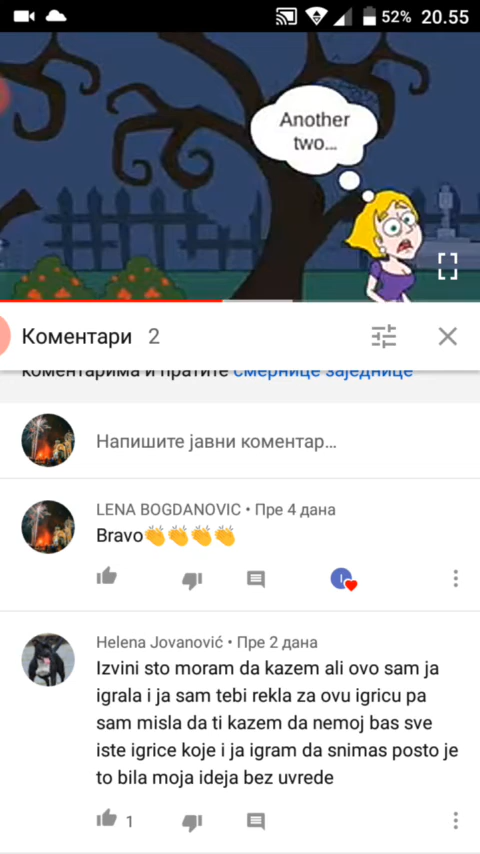 52% 20.55
Another
two...
Коментари 2
коментарима и пратите смернице заједнице
Напишите јавни коментар...
LENA BOGDANOVIC • Пре 4 дана
Bravo👏👏👏👏
I
Helena Jovanović • Пре 2 дана
Izvini sto moram da kazem ali ovo sam ja
igrala i ja sam tebi rekla za ovu igricu pa
sam misla da ti kazem da nemoj bas sve
iste igrice koje i ja igram da snimas posto je
to bila moja ideja bez uvrede
1